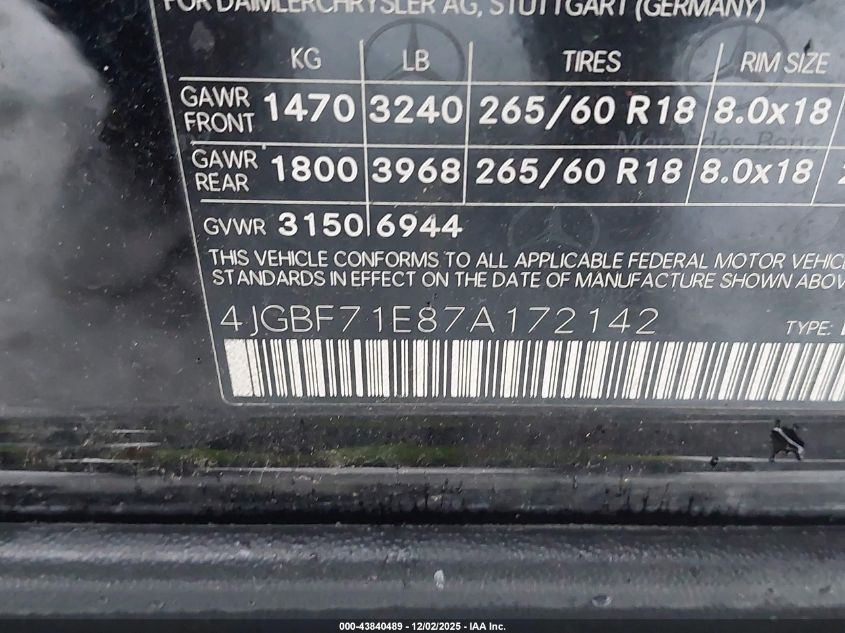 FOR DAIMLERCHRYSLER AG, STUTTGART (GERMANY)
KG LB TIRES RIM SIZE
GAWR FRONT 1470 3240 265/60 R18 8.0x18
Mercedes-Benz
GAWR REAR 1800 3968 265/60 R18 8.0x18
GVWR 3150 6944
THIS VEHICLE CONFORMS TO ALL APPLICABLE FEDERAL MOTOR VEHIC
STANDARDS IN EFFECT ON THE DATE OF MANUFACTURE SHOWN ABOV
4JGBF71E87A172142
TYPE:
000-43840489 - 12/02/2025 - IAA Inc.